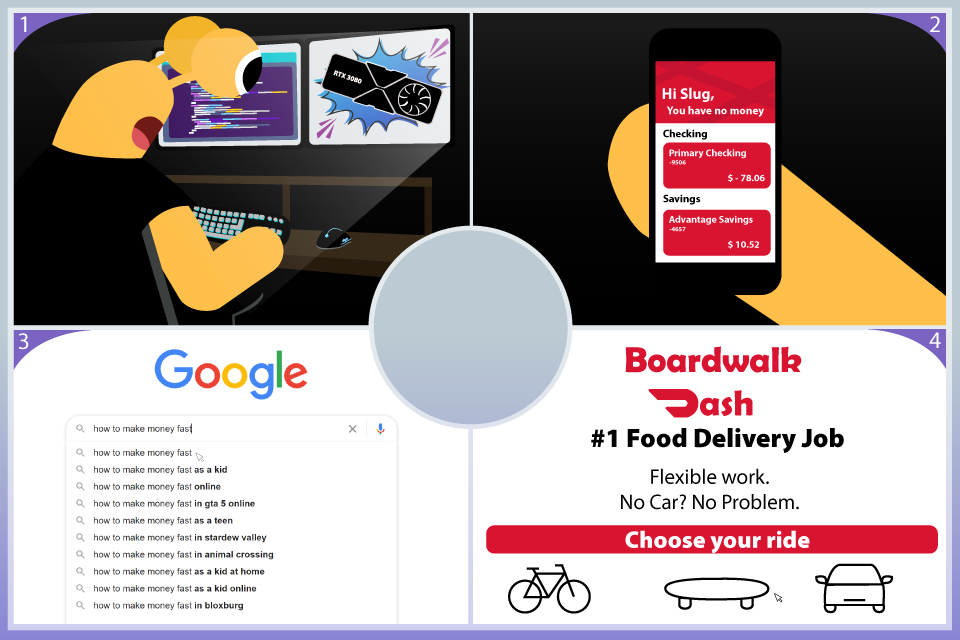 1
RTX 3080
2
Hi Slug,
You have no money
Checking
Primary Checking
-9506
$ - 78.06
Savings
Advantage Savings
-4657
$ 10.52
3
Google
how to make money fast
how to make money fast
how to make money fast as a kid
how to make money fast online
how to make money fast in gta 5 online
how to make money fast as a teen
how to make money fast in stardew valley
how to make money fast in animal crossing
how to make money fast as a kid at home
how to make money fast as a kid online
how to make money fast in bloxburg
4
Boardwalk
Dash
#1 Food Delivery Job
Flexible work.
No Car? No Problem.
Choose your ride